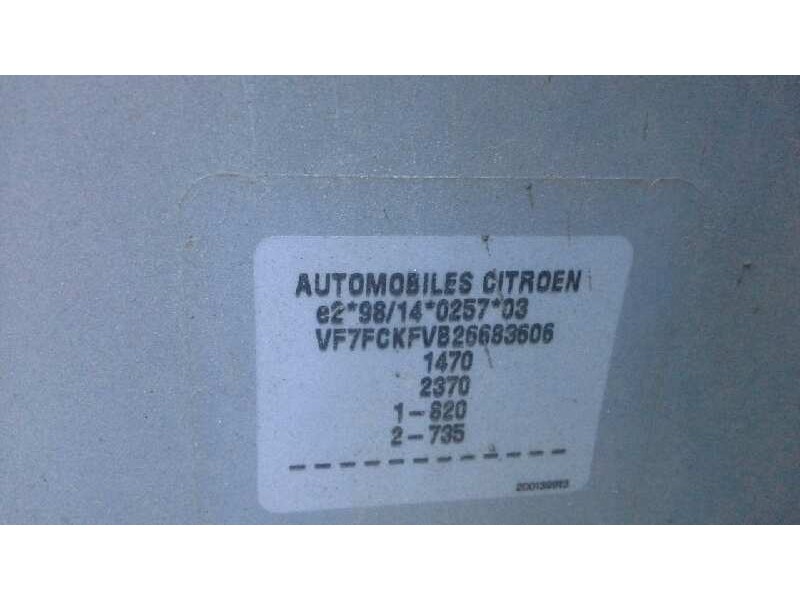 AUTOMOBILES CITROEN
e2*98/14*0257*03
VF7FCKFVB26683606
1470
2370
1-820
2-735